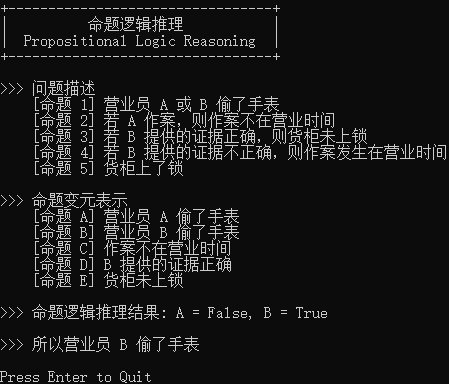 命题逻辑推理
Propositional Logic Reasoning
>>> 问题描述
[命题 1] 营业员 A 或 B 偷了手表
[命题 2] 若 A 作案，则作案不在营业时间
[命题 3] 若 B 提供的证据正确，则货柜未上锁
[命题 4] 若 B 提供的证据不正确，则作案发生在营业时间
[命题 5] 货柜上了锁
>>> 命题变元表示
[命题 A] 营业员 A 偷了手表
[命题 B] 营业员 B 偷了手表
[命题 C] 作案不在营业时间
[命题 D] B 提供的证据正确
[命题 E] 货柜未上锁
>>> 命题逻辑推理结果: A = False, B = True
>>> 所以营业员 B 偷了手表
Press Enter to Quit